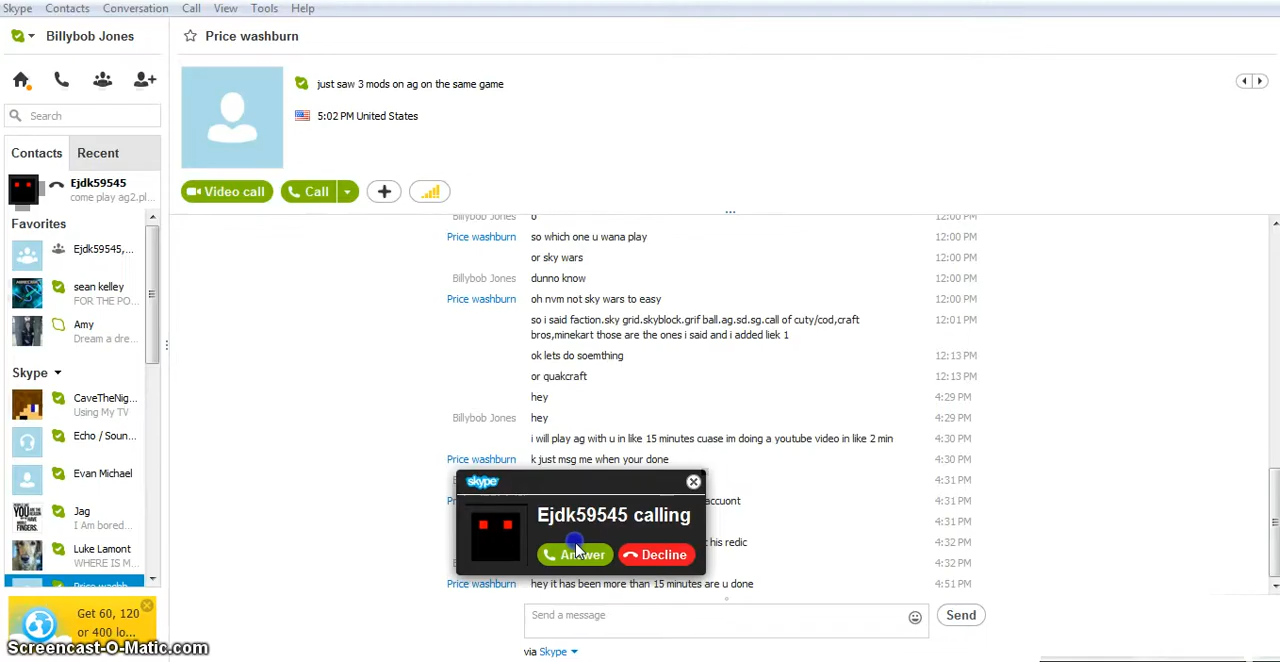 Skype Contacts Conversation Call View Tools Help
Billybob Jones
Price washburn
just saw 3 mods on ag on the same game
5:02 PM United States
Search
Contacts Recent
Ejdk59545
come play ag2.pl...
Video call
Call
Favorites
Ejdk59545,...
sean kelley
FOR THE PO...
Amy
Dream a dre...
Skype
CaveTheNig...
Using My TV
Echo / Soun...
Evan Michael
YOU'RE
Jag
I Am bored...
Luke Lamont
WHERE IS M...
Price washb...
Get 60, 120
or 400 lo...
Screencast-O-Matic.com
Billybob Jones o 12:00 PM
Price washburn so which one u wana play 12:00 PM
or sky wars 12:00 PM
Billybob Jones dunno know 12:00 PM
Price washburn oh nvm not sky wars to easy 12:00 PM
so i said faction.sky grid.skyblock.grif ball.ag.sd.sg.call of cuty/cod,craft 12:01 PM
bros,minekart those are the ones i said and i added liek 1
ok lets do soemthing 12:13 PM
or quakcraft 12:13 PM
hey 4:29 PM
Billybob Jones hey 4:29 PM
i will play ag with u in like 15 minutes cuase im doing a youtube video in like 2 min 4:30 PM
Price washburn k just msg me when your done 4:30 PM
4:31 PM
accuont 4:31 PM
4:31 PM
his redic 4:32 PM
4:32 PM
Price washburn hey it has been more than 15 minutes are u done 4:51 PM
skype
Ejdk59545 calling
Answer Decline
Send a message
Send
via Skype